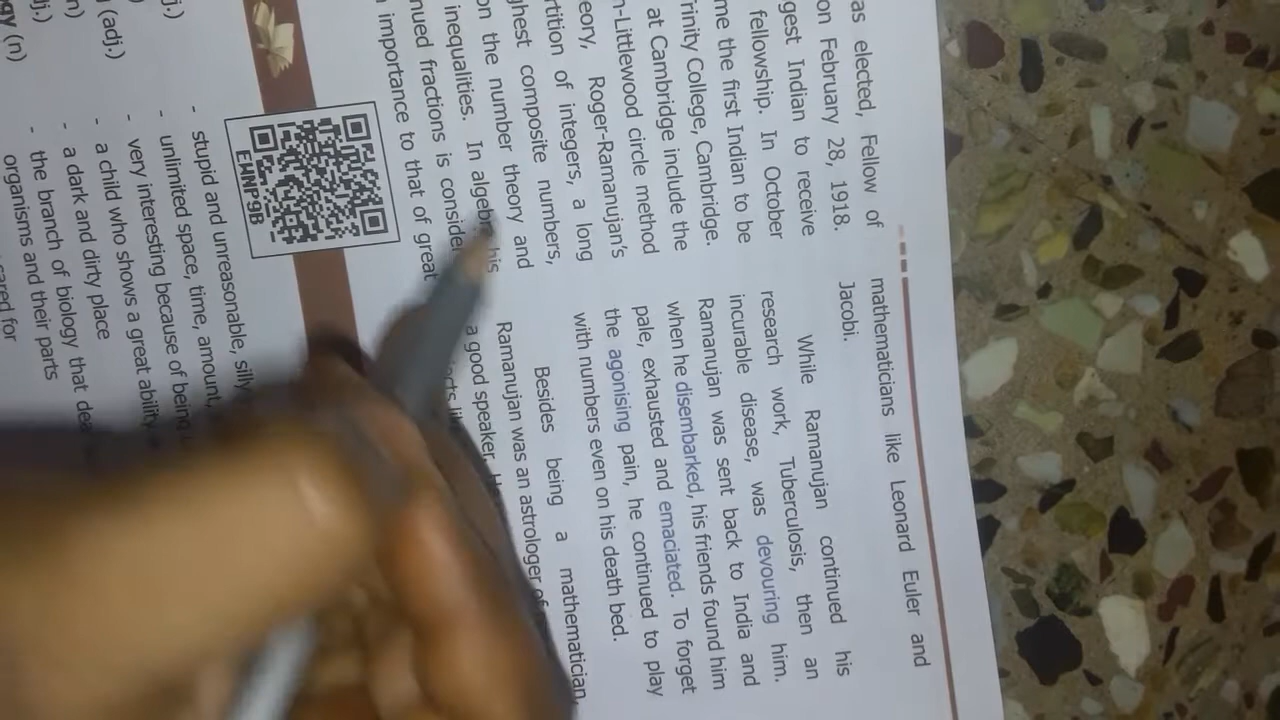 as elected, Fellow of
on February 28, 1918.
gest Indian to receive
fellowship. In October
me the first Indian to be
rinity College, Cambridge.
at Cambridge include the
n-Littlewood circle method
eory, Roger-Ramanujan's
rtition of integers, a long
ghest composite numbers,
on the number theory and
inequalities. In algebra his
nued fractions is consider
importance to that of great
mathematicians like Leonard Euler and
Jacobi.
While Ramanujan continued his
research work, Tuberculosis, then an
incurable disease, was devouring him.
Ramanujan was sent back to India and
when he disembarked, his friends found him
pale, exhausted and emaciated. To forget
the agonising pain, he continued to play
with numbers even on his death bed.
Besides being a mathematician,
Ramanujan was an astrologer of
a good speaker.
- stupid and unreasonable, silly
- unlimited space, time, amount,
- very interesting because of being
(adj.) - a child who shows a great ability
- a dark and dirty place
gy (n) - the branch of biology that
organisms and their parts
cared for